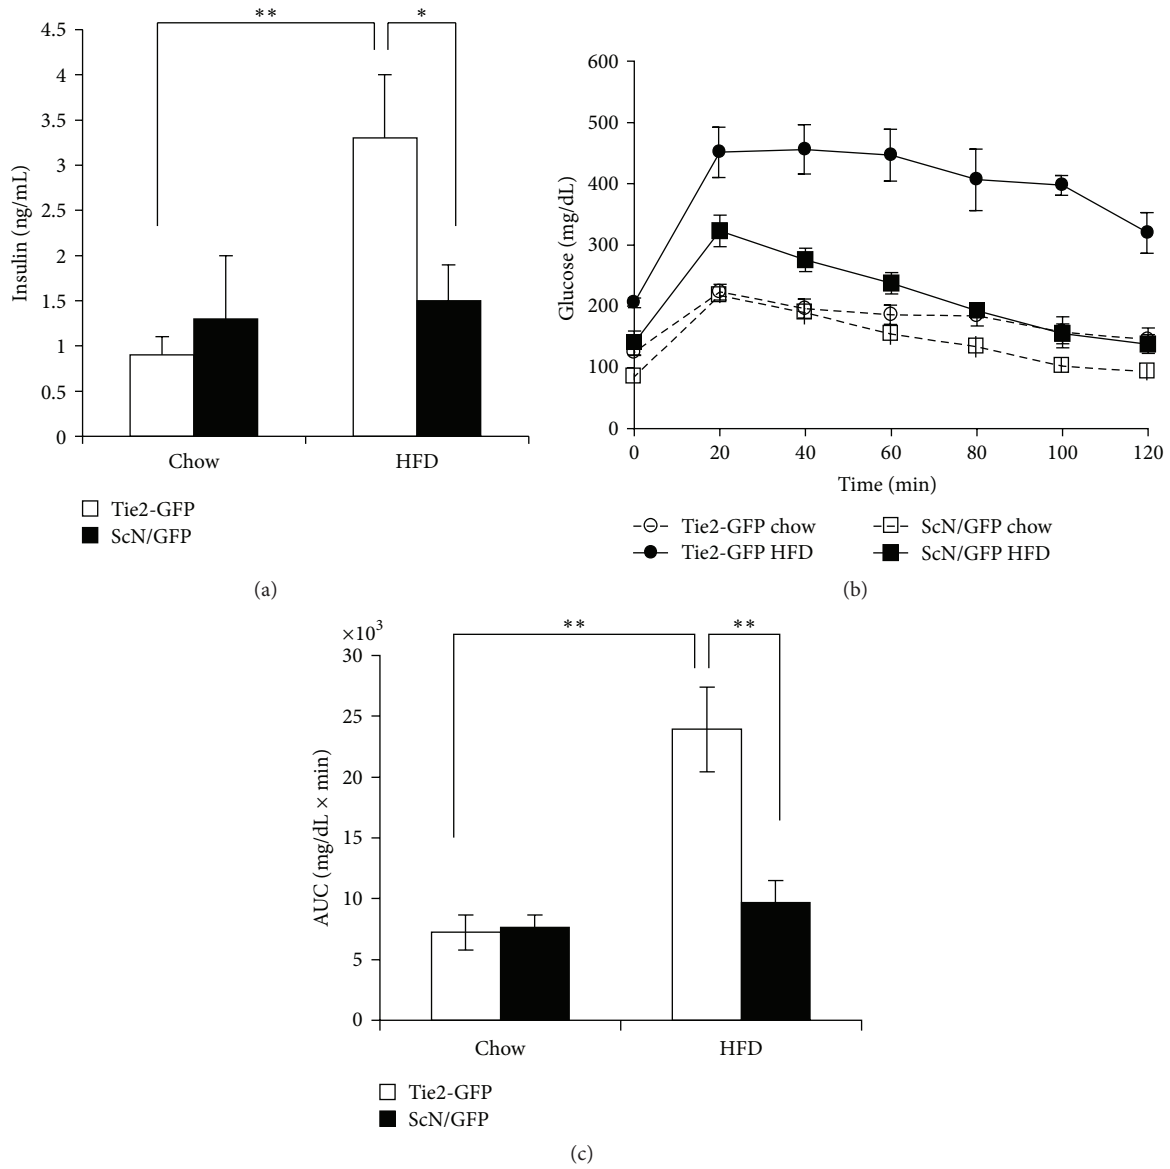 ** *
4.5
4
3.5
3
2.5
2
1.5
1
0.5
0
Insulin (ng/mL)
Chow HFD
Tie2-GFP
ScN/GFP
(a)
600
500
400
300
200
100
0
Glucose (mg/dL)
0 20 40 60 80 100 120
Time (min)
Tie2-GFP chow ScN/GFP chow
Tie2-GFP HFD ScN/GFP HFD
(b)
×10³
** **
30
25
20
15
10
5
0
AUC (mg/dL × min)
Chow HFD
Tie2-GFP
ScN/GFP
(c)